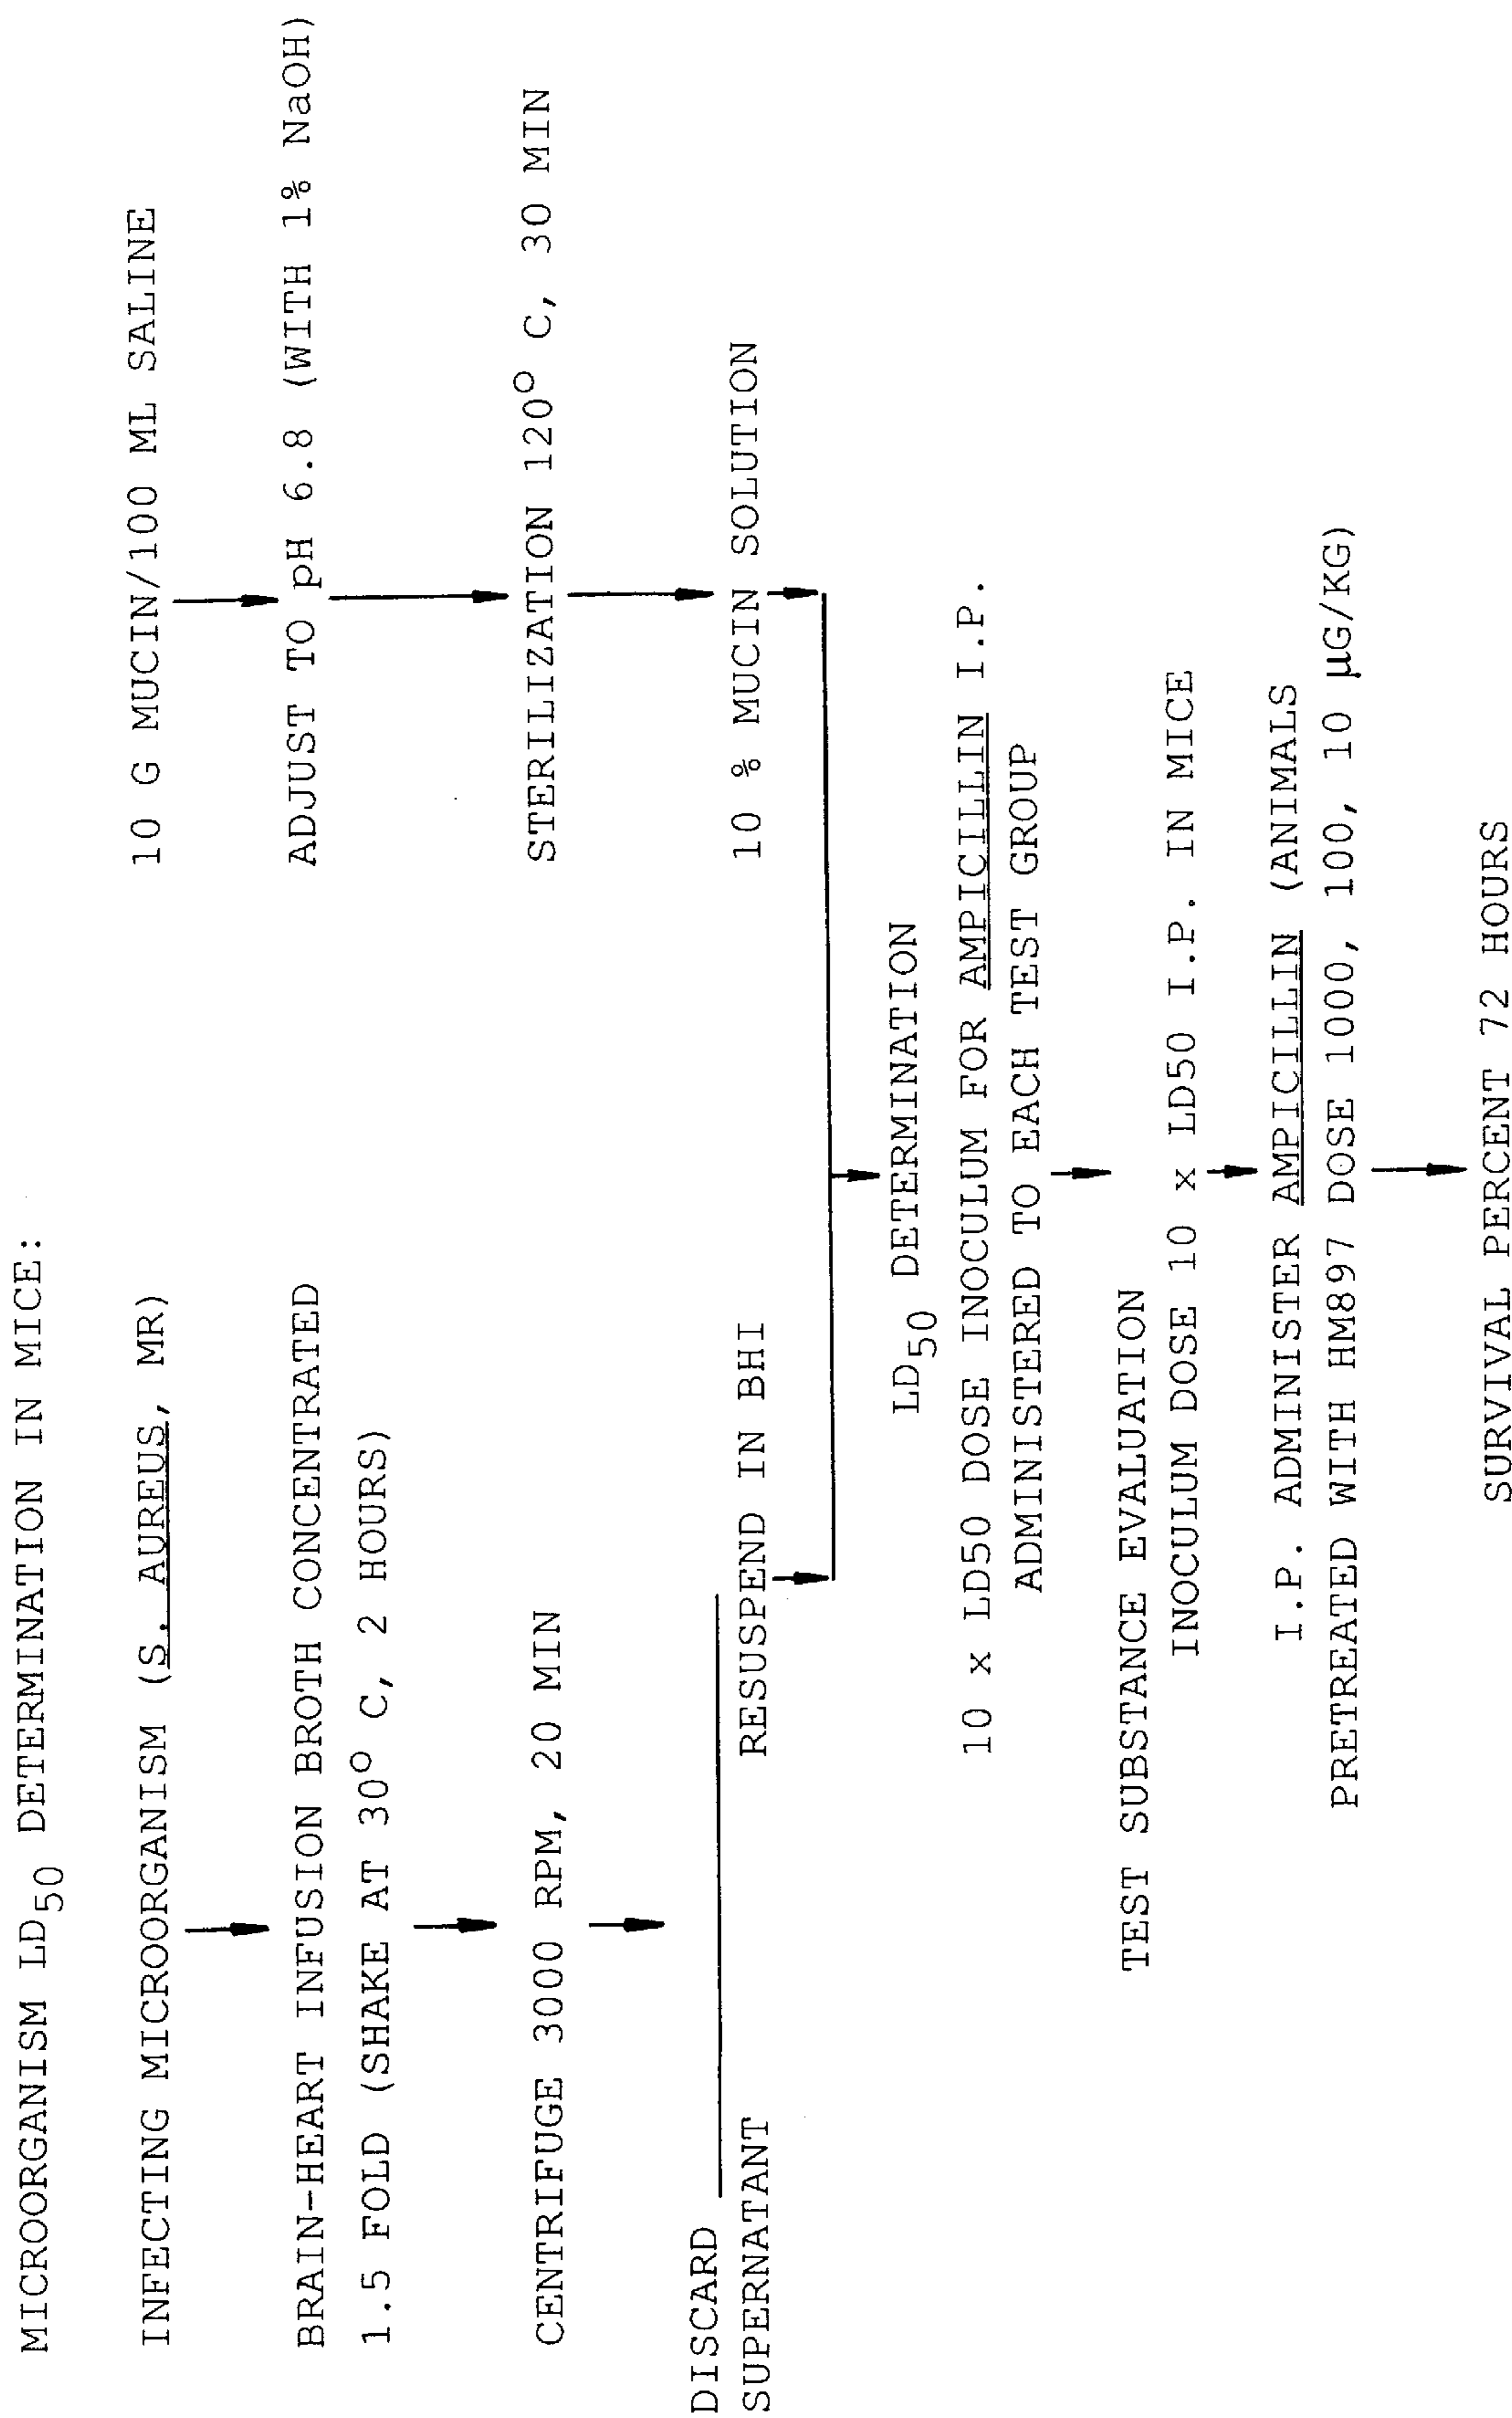 MICROORGANISM LD50 DETERMINATION IN MICE:
INFECTING MICROORGANISM (S. AUREUS, MR)
BRAIN-HEART INFUSION BROTH CONCENTRATED
1.5 FOLD (SHAKE AT 30° C, 2 HOURS)
CENTRIFUGE 3000 RPM, 20 MIN
DISCARD
SUPERNATANT
RESUSPEND IN BHI
10 G MUCIN/100 ML SALINE
ADJUST TO pH 6.8 (WITH 1% NaOH)
STERILIZATION 120° C, 30 MIN
10 % MUCIN SOLUTION
LD50 DETERMINATION
10 x LD50 DOSE INOCULUM FOR AMPICILLIN I.P.
ADMINISTERED TO EACH TEST GROUP
TEST SUBSTANCE EVALUATION
INOCULUM DOSE 10 x LD50 I.P. IN MICE
I.P. ADMINISTER AMPICILLIN (ANIMALS
PRETREATED WITH HM897 DOSE 1000, 100, 10 µG/KG)
SURVIVAL PERCENT 72 HOURS